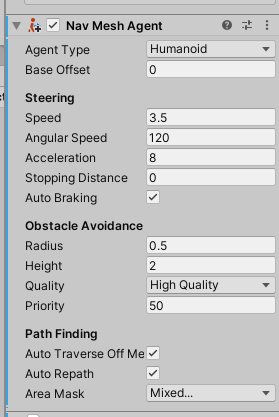 Nav Mesh Agent
Agent Type Humanoid
Base Offset 0
Steering
Speed 3.5
Angular Speed 120
Acceleration 8
Stopping Distance 0
Auto Braking
Obstacle Avoidance
Radius 0.5
Height 2
Quality High Quality
Priority 50
Path Finding
Auto Traverse Off Me
Auto Repath
Area Mask Mixed...